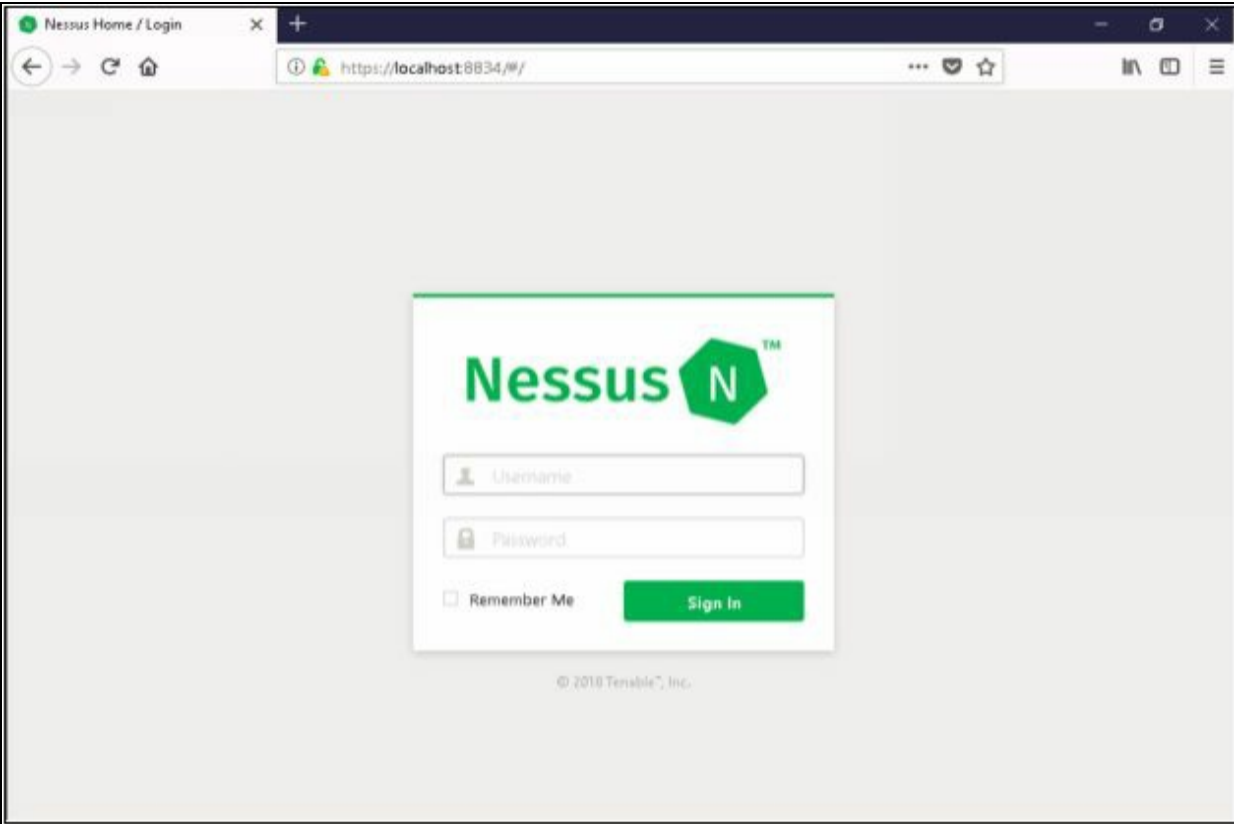 Nessus Home / Login
https://localhost:8834/#/
Nessus N ™
Username
Password
Remember Me
Sign In
© 2018 Tenable™, Inc.